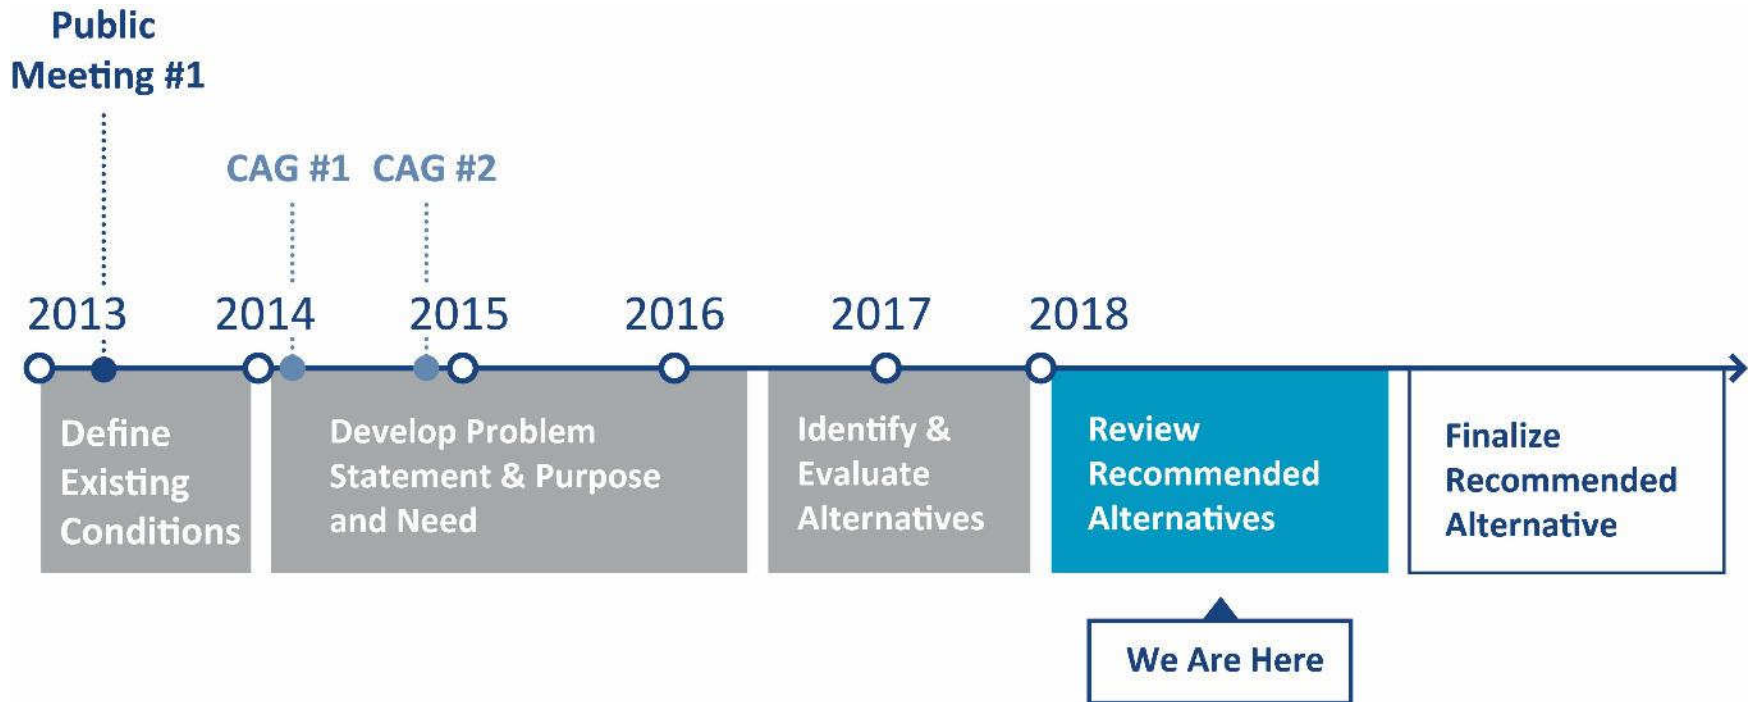 Public
Meeting #1
CAG #1 CAG #2
2013 2014 2015 2016 2017 2018
Define
Existing
Conditions
Develop Problem
Statement & Purpose
and Need
Identify &
Evaluate
Alternatives
Review
Recommended
Alternatives
Finalize
Recommended
Alternative
We Are Here